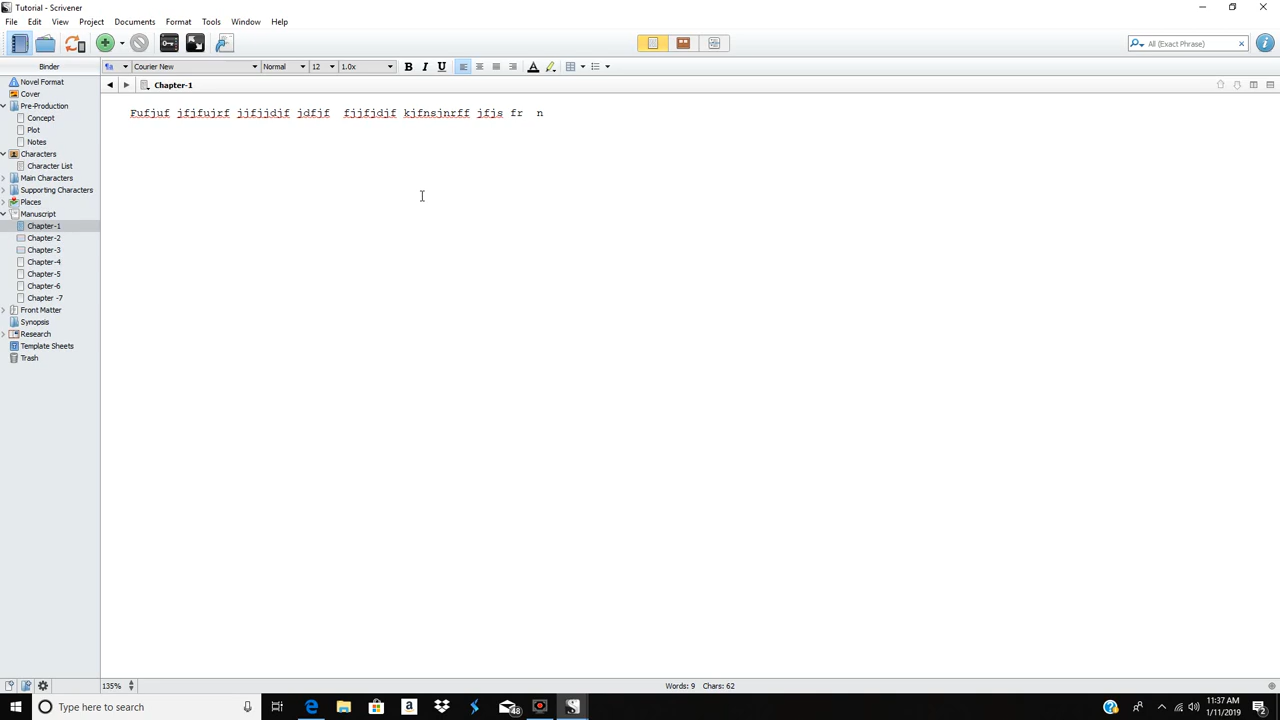 Tutorial - Scrivener
File Edit View Project Documents Format Tools Window Help
All (Exact Phrase)
Binder
Courier New Normal 12 1.0x B I U A
Chapter-1
Novel Format
Cover
Pre-Production
Concept
Plot
Notes
Characters
Character List
Main Characters
Supporting Characters
Places
Manuscript
Chapter-1
Chapter-2
Chapter-3
Chapter-4
Chapter-5
Chapter-6
Chapter -7
Front Matter
Synopsis
Research
Template Sheets
Trash
Fufjuf jfjfujrf jjfjjdjf jdfjf  fjjfjdjf kjfnsjnrff jfjs fr  n
135%
Words: 9 Chars: 62
Type here to search
48
11:37 AM
1/11/2019
2